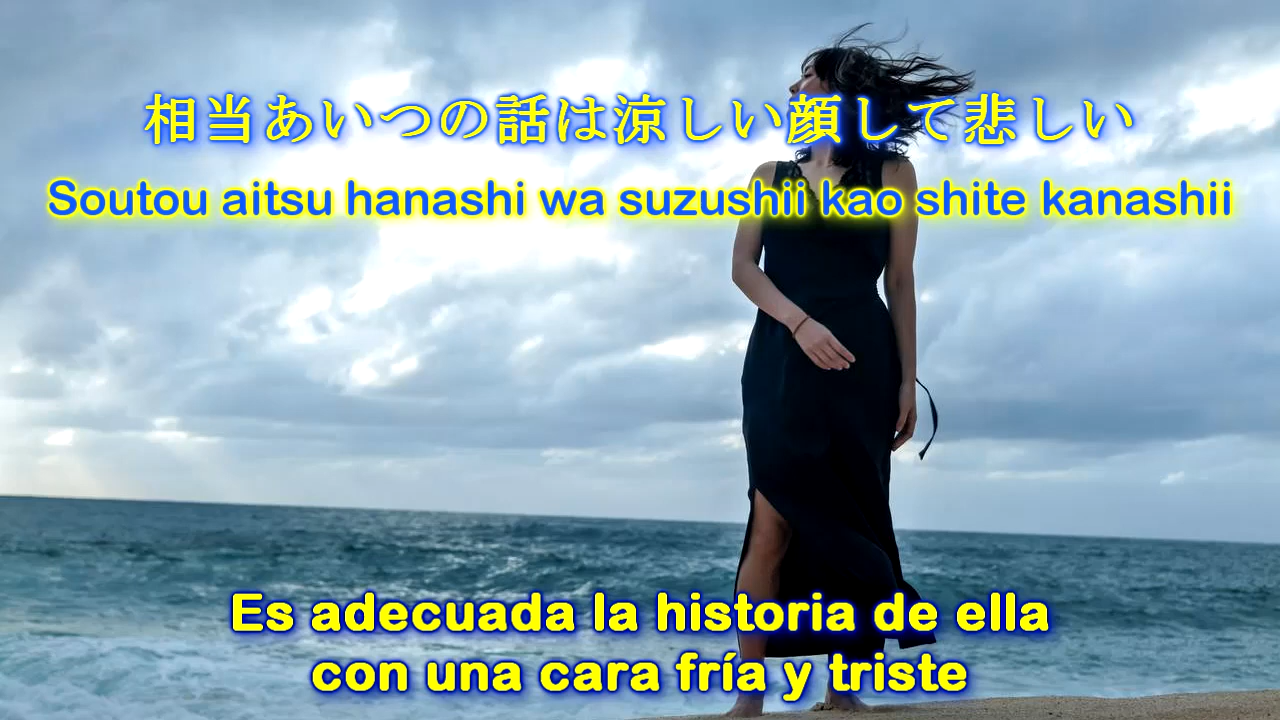 相当あいつの話は涼しい顔して悲しい
Soutou aitsu hanashi wa suzushii kao shite kanashii
Es adecuada la historia de ella
con una cara fría y triste